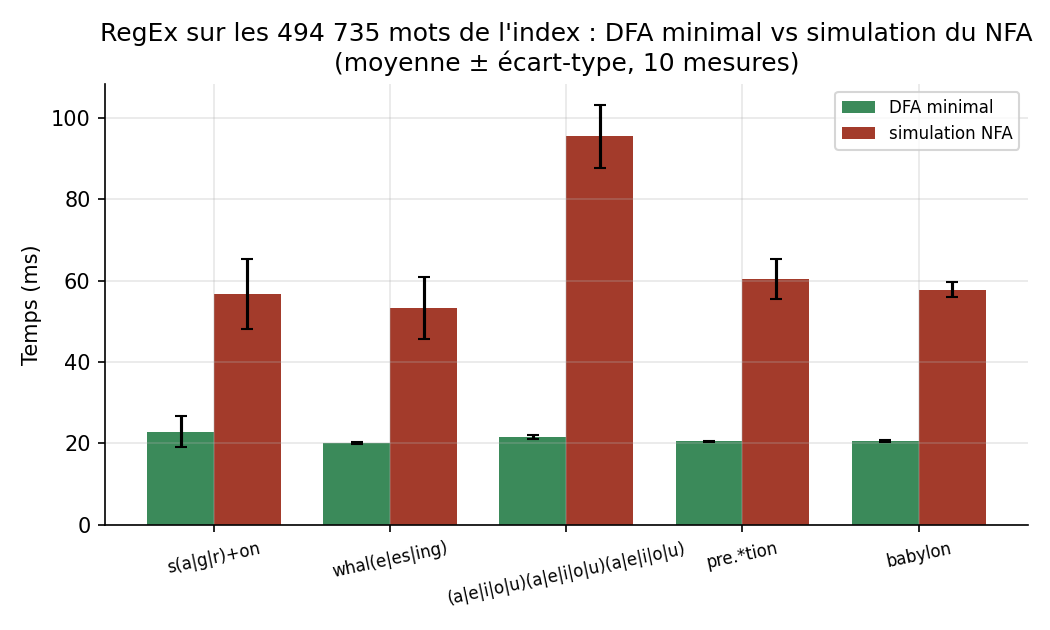 RegEx sur les 494 735 mots de l'index : DFA minimal vs simulation du NFA
(moyenne ± écart-type, 10 mesures)
DFA minimal
simulation NFA
Temps (ms)
100
80
60
40
20
0
s(a|g|r)+on
whal(e|es|ing)
(a|e|i|o|u)(a|e|i|o|u)(a|e|i|o|u)
pre.*tion
babylon